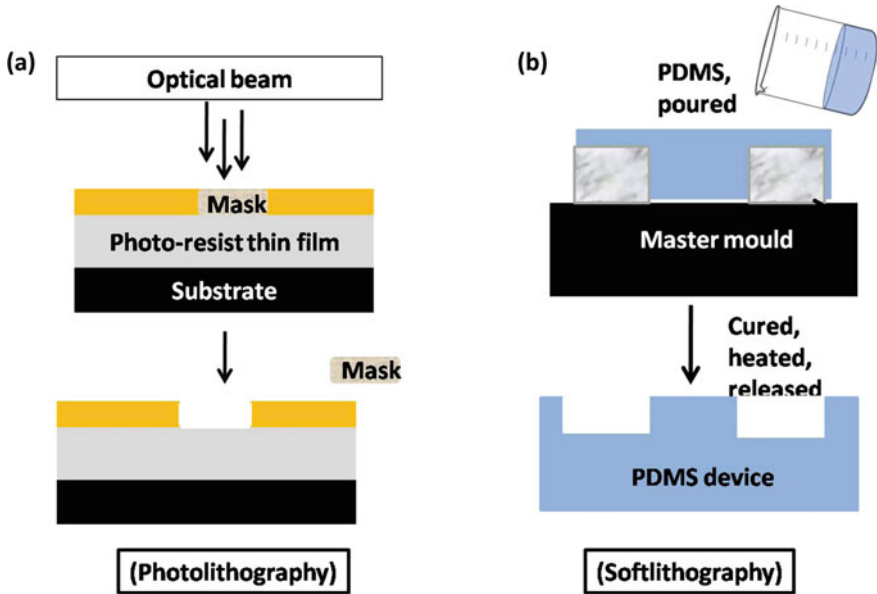 (a)
Optical beam
Mask
Photo-resist thin film
Substrate
Mask
(Photolithography)
(b)
PDMS,
poured
Master mould
Cured,
heated,
released
PDMS device
(Softlithography)